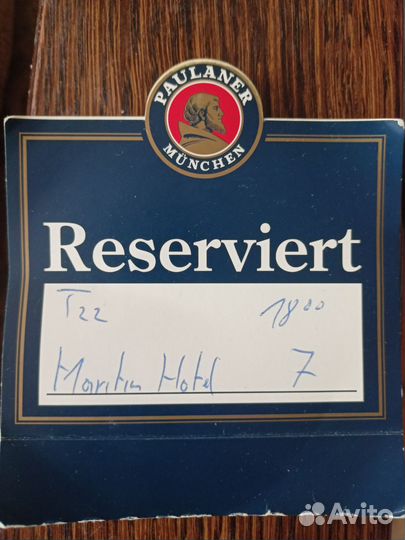 PAULANER
MÜNCHEN
Reserviert
T22 18⁰⁰
Maritim Hotel 7
Avito